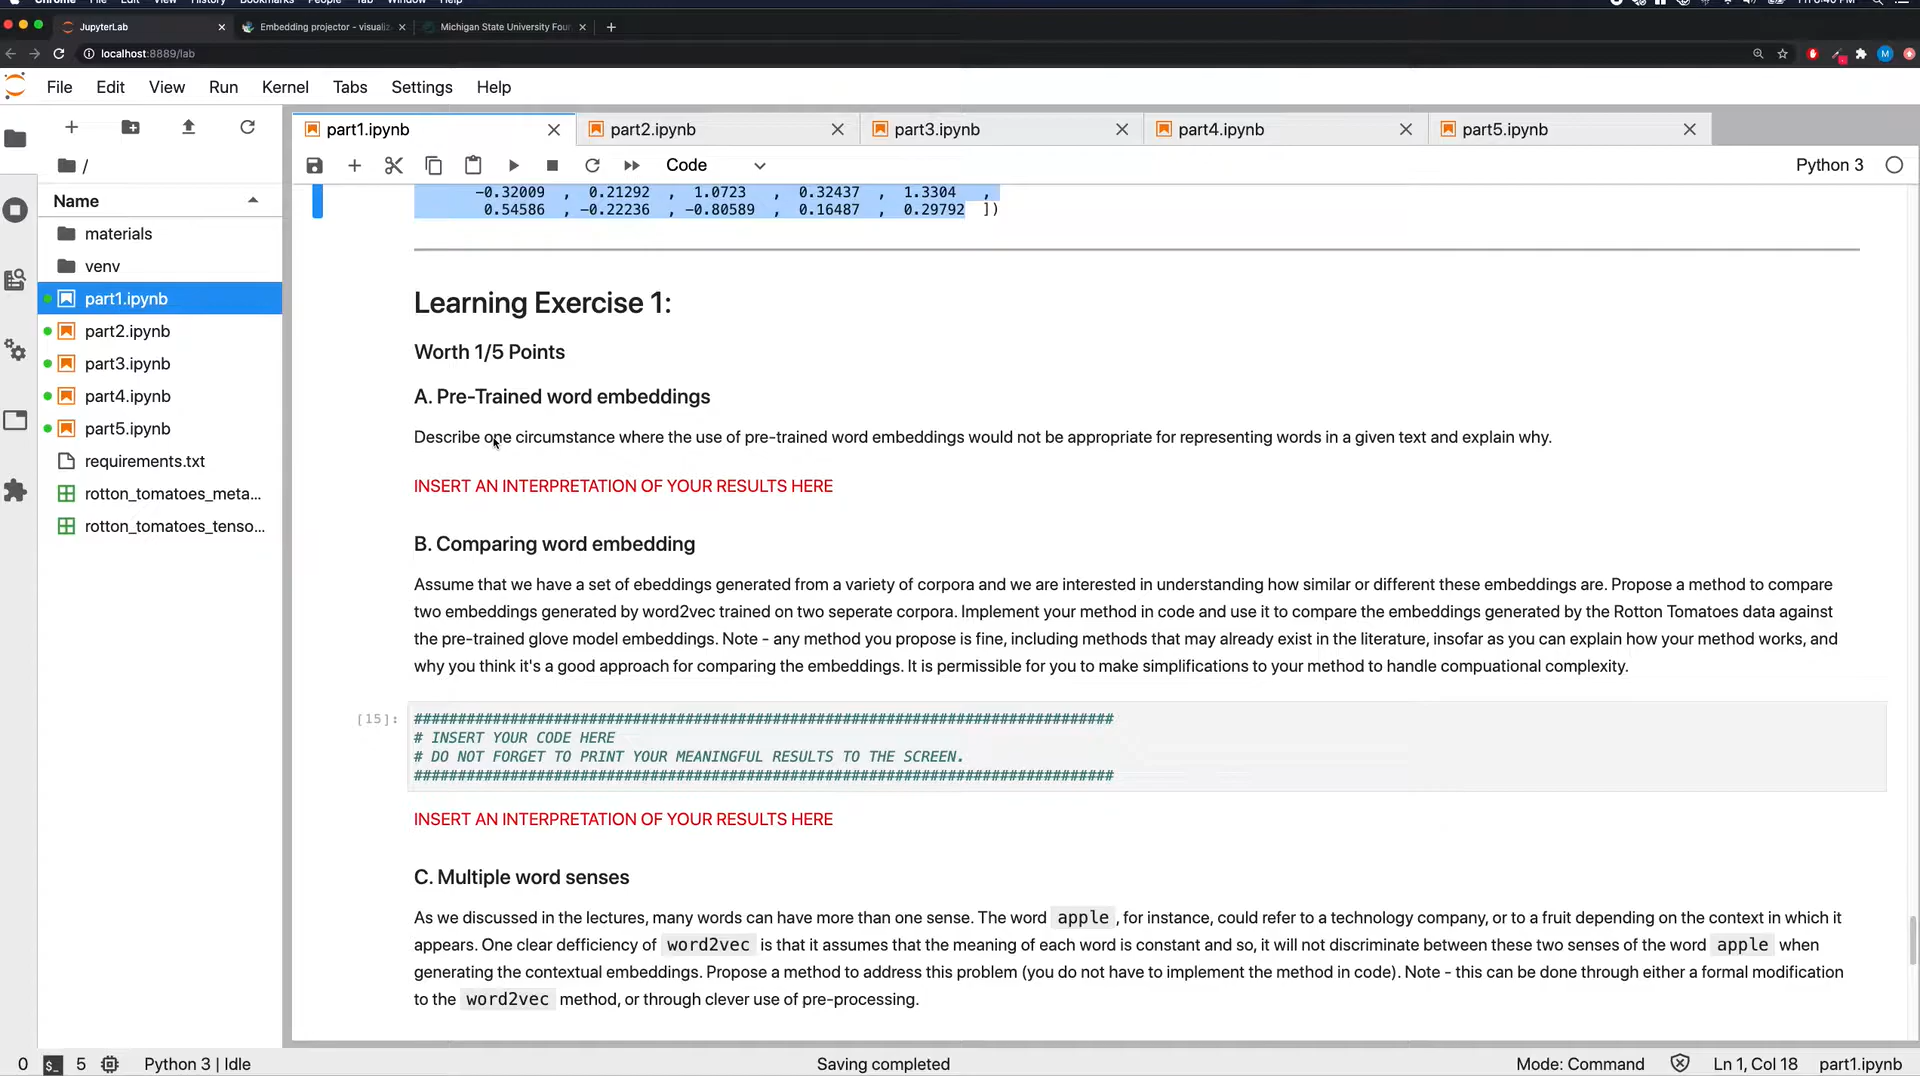 Chrome File Edit View History Bookmarks People Tab Window Help
JupyterLab
Embedding projector - visualiz
Michigan State University Four
localhost:8889/lab
M
File Edit View Run Kernel Tabs Settings Help
part1.ipynb
part2.ipynb
part3.ipynb
part4.ipynb
part5.ipynb
Code
Python 3
/
Name
materials
venv
part1.ipynb
part2.ipynb
part3.ipynb
part4.ipynb
part5.ipynb
requirements.txt
rotton_tomatoes_meta...
rotton_tomatoes_tenso...
-0.32009 , 0.21292 , 1.0723 , 0.32437 , 1.3304 ,
0.54586 , -0.22236 , -0.80589 , 0.16487 , 0.29792 ])
Learning Exercise 1:
Worth 1/5 Points
A. Pre-Trained word embeddings
Describe one circumstance where the use of pre-trained word embeddings would not be appropriate for representing words in a given text and explain why.
INSERT AN INTERPRETATION OF YOUR RESULTS HERE
B. Comparing word embedding
Assume that we have a set of ebeddings generated from a variety of corpora and we are interested in understanding how similar or different these embeddings are. Propose a method to compare
two embeddings generated by word2vec trained on two seperate corpora. Implement your method in code and use it to compare the embeddings generated by the Rotton Tomatoes data against
the pre-trained glove model embeddings. Note - any method you propose is fine, including methods that may already exist in the literature, insofar as you can explain how your method works, and
why you think it's a good approach for comparing the embeddings. It is permissible for you to make simplifications to your method to handle compuational complexity.
[15]:
################################################################################
# INSERT YOUR CODE HERE
# DO NOT FORGET TO PRINT YOUR MEANINGFUL RESULTS TO THE SCREEN.
################################################################################
INSERT AN INTERPRETATION OF YOUR RESULTS HERE
C. Multiple word senses
As we discussed in the lectures, many words can have more than one sense. The word apple , for instance, could refer to a technology company, or to a fruit depending on the context in which it
appears. One clear defficiency of word2vec is that it assumes that the meaning of each word is constant and so, it will not discriminate between these two senses of the word apple when
generating the contextual embeddings. Propose a method to address this problem (you do not have to implement the method in code). Note - this can be done through either a formal modification
to the word2vec method, or through clever use of pre-processing.
0 5 Python 3 | Idle
Saving completed
Mode: Command
Ln 1, Col 18
part1.ipynb